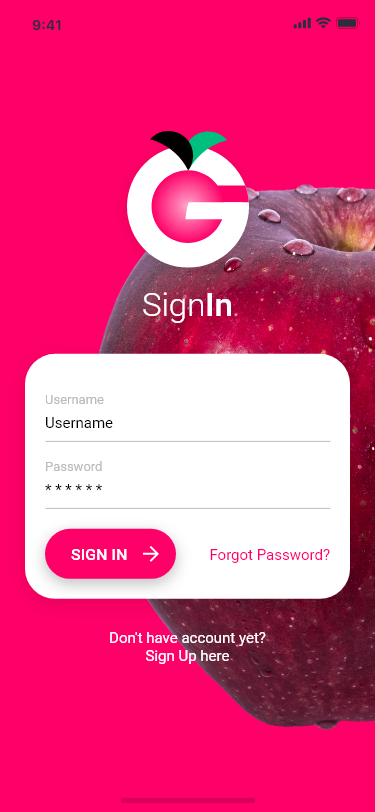 9:41
SignIn.
Username
Username
Password
******
SIGN IN
Forgot Password?
Don't have account yet?
Sign Up here